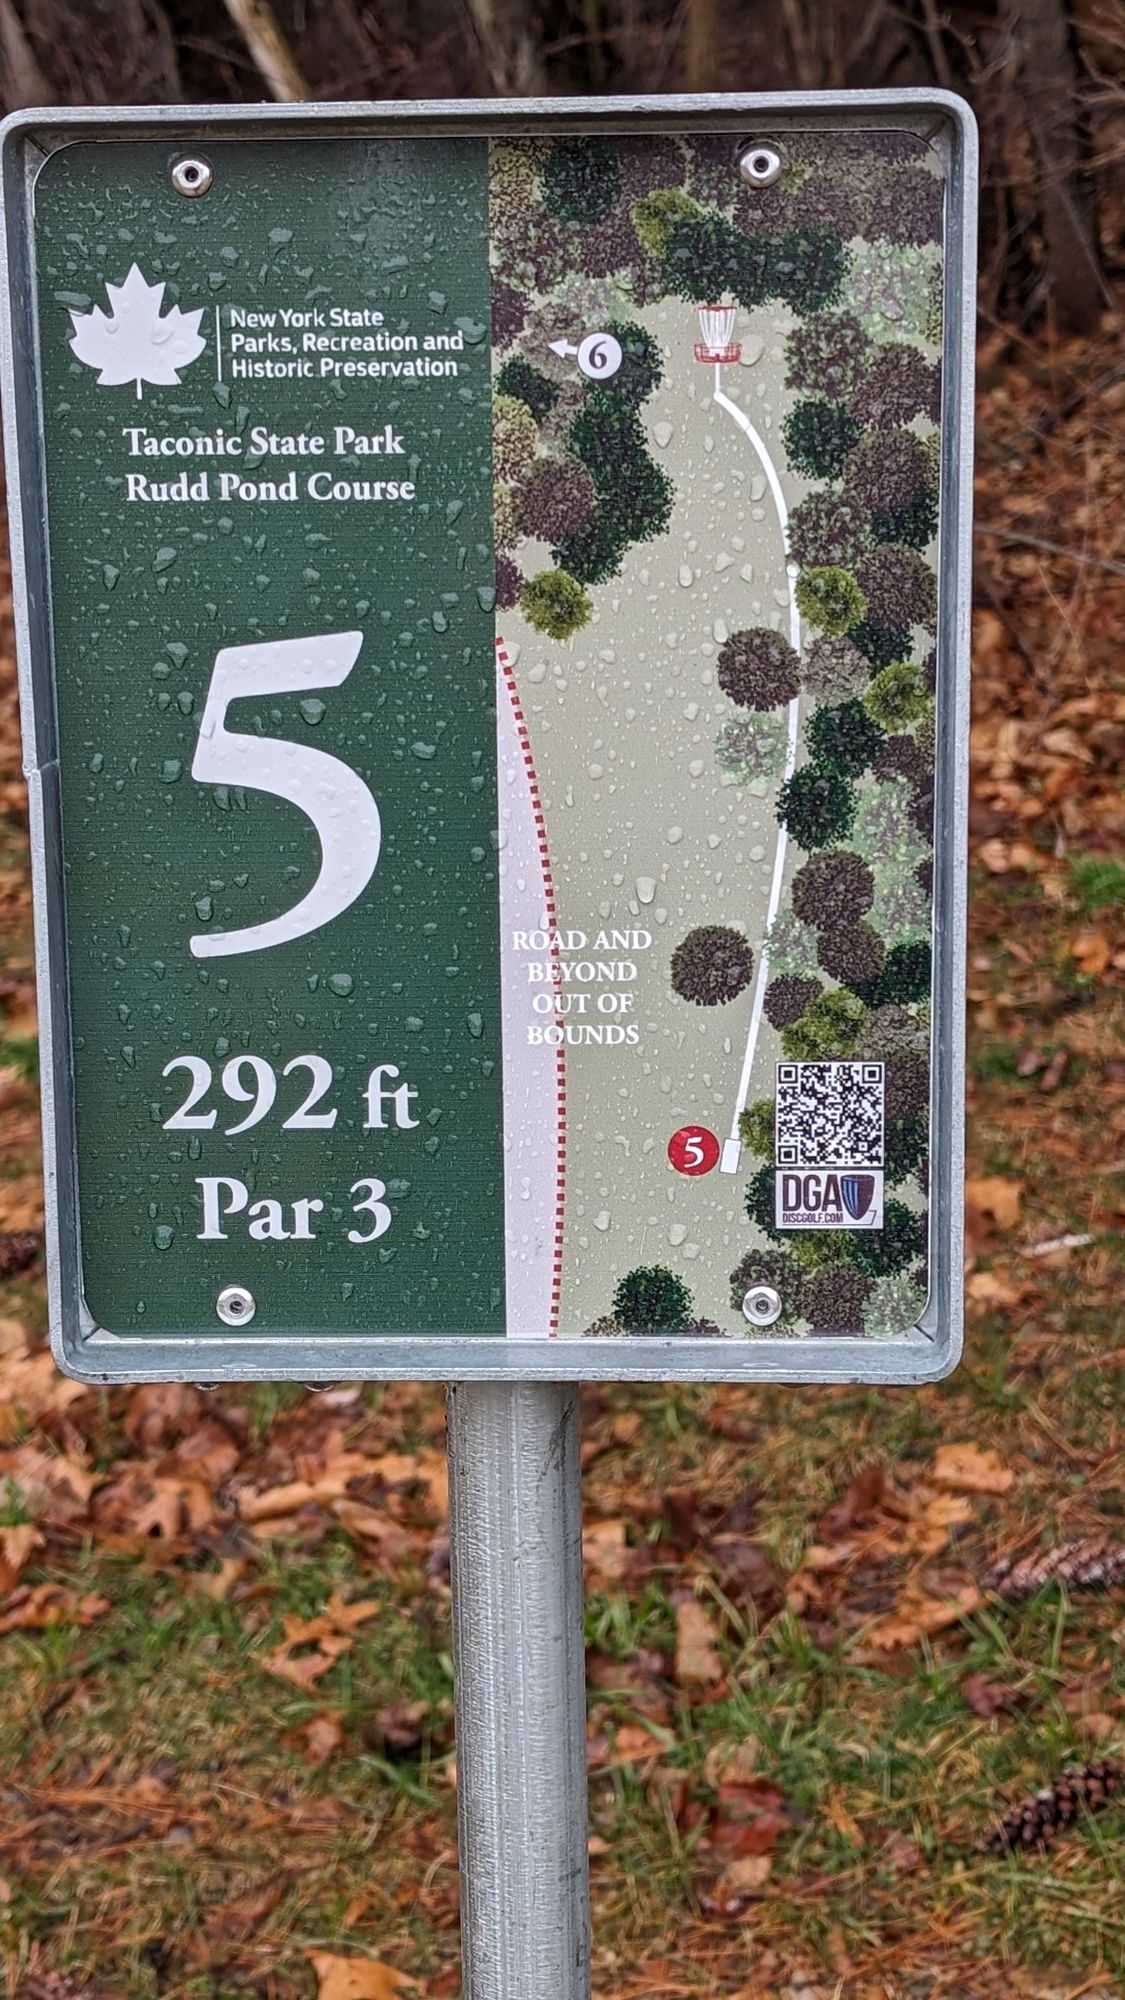 New York State
Parks, Recreation and
Historic Preservation
Taconic State Park
Rudd Pond Course
5
292 ft
Par 3
6
ROAD AND
BEYOND
OUT OF
BOUNDS
5
DGA
DISCGOLF.COM